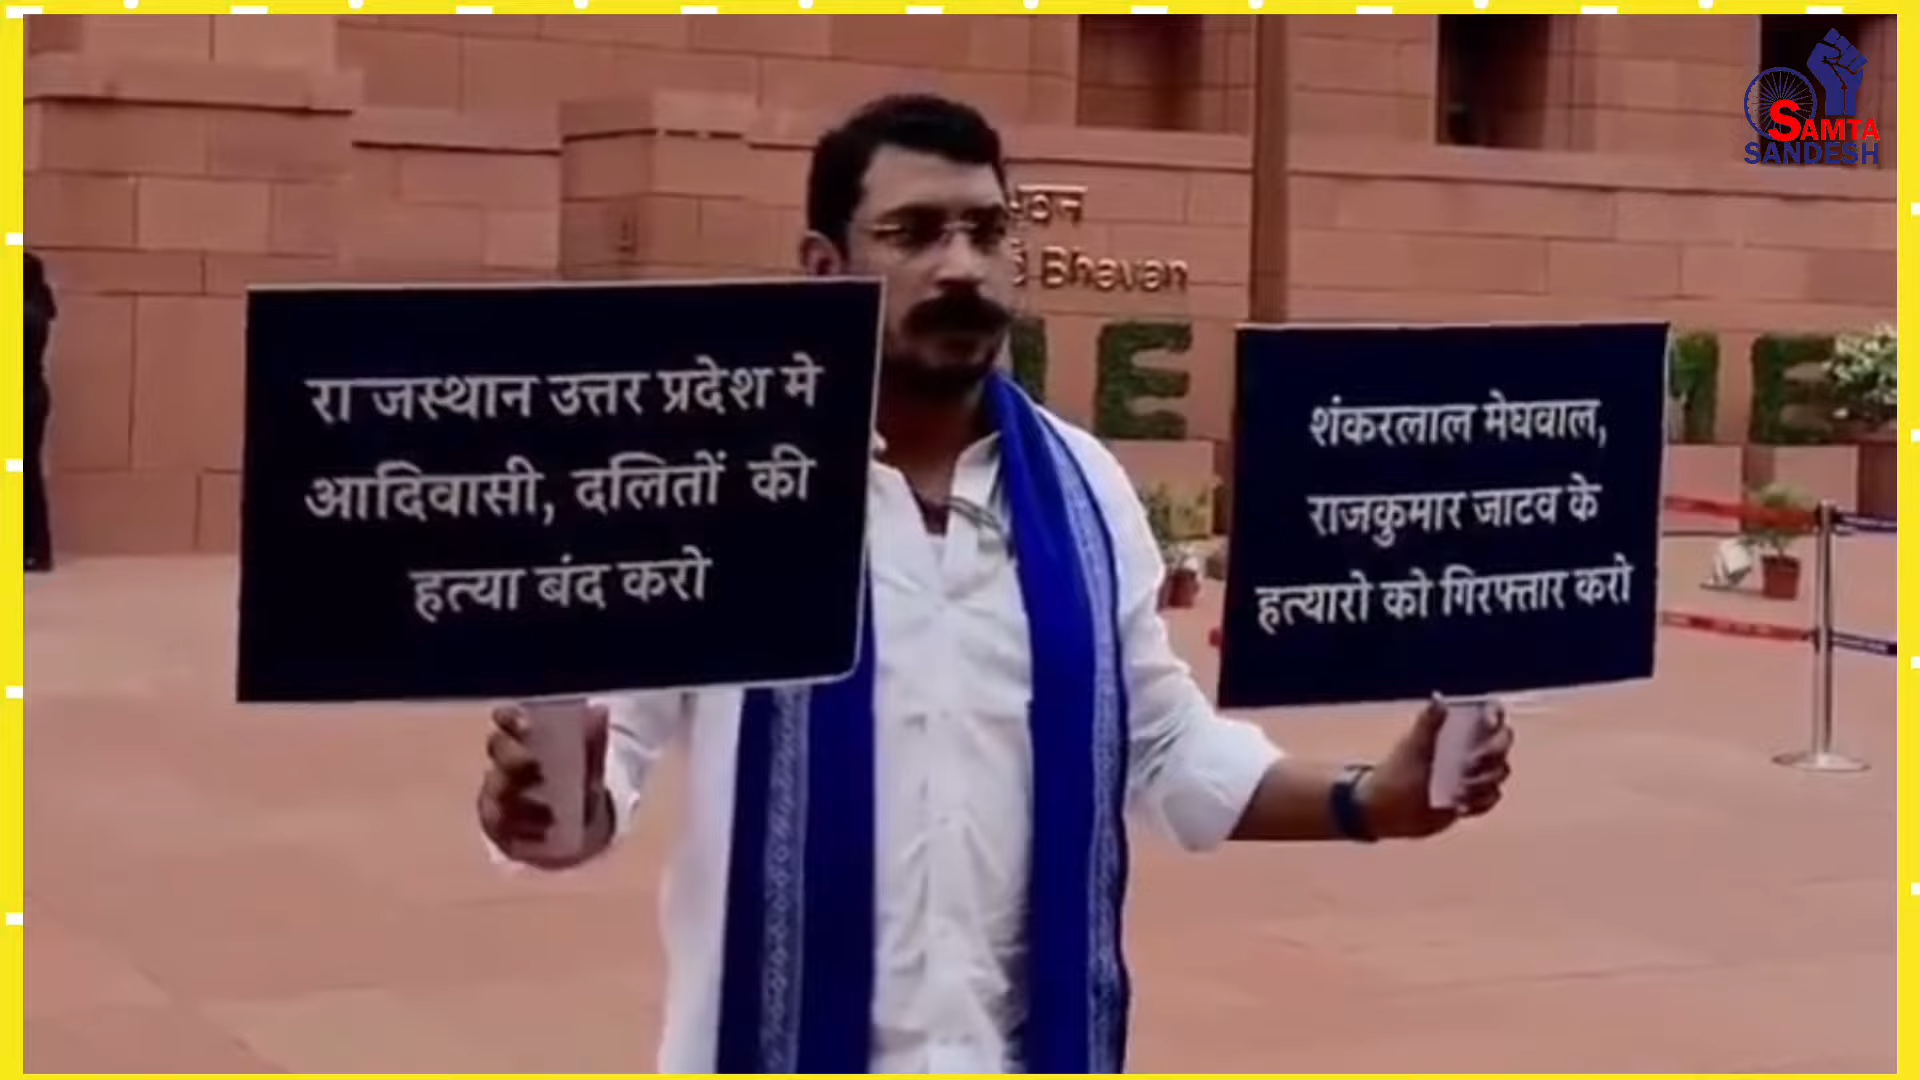 SAMTA
SANDESH
Bhavan
राजस्थान उत्तर प्रदेश मे
आदिवासी, दलितों की
हत्या बंद करो
शंकरलाल मेघवाल,
राजकुमार जाटव के
हत्यारो को गिरफ्तार करो